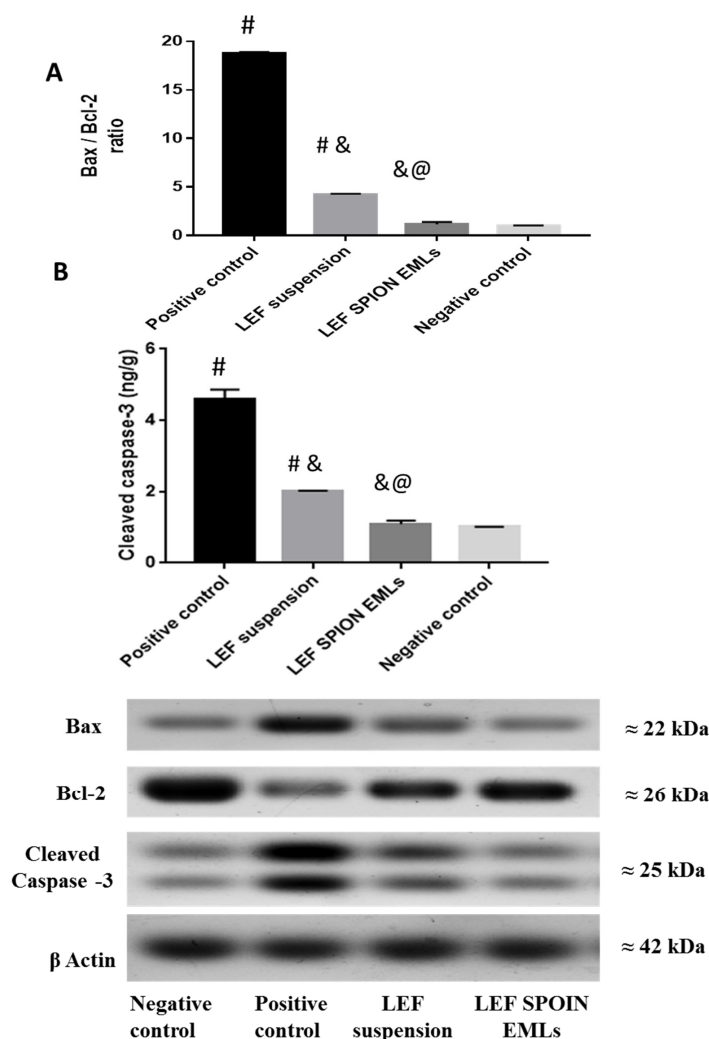 #
A
20
15
10
5
0
Bax / Bcl-2
ratio
# &
&@
Positive control
LEF suspension
LEF SPION EMLs
Negative control
B
6
4
2
0
Cleaved caspase-3 (ng/g)
#
# &
&@
Positive control
LEF suspension
LEF SPION EMLs
Negative control
Bax ≈ 22 kDa
Bcl-2 ≈ 26 kDa
Cleaved
Caspase -3 ≈ 25 kDa
β Actin ≈ 42 kDa
Negative Positive LEF LEF SPOIN
control control suspension EMLs